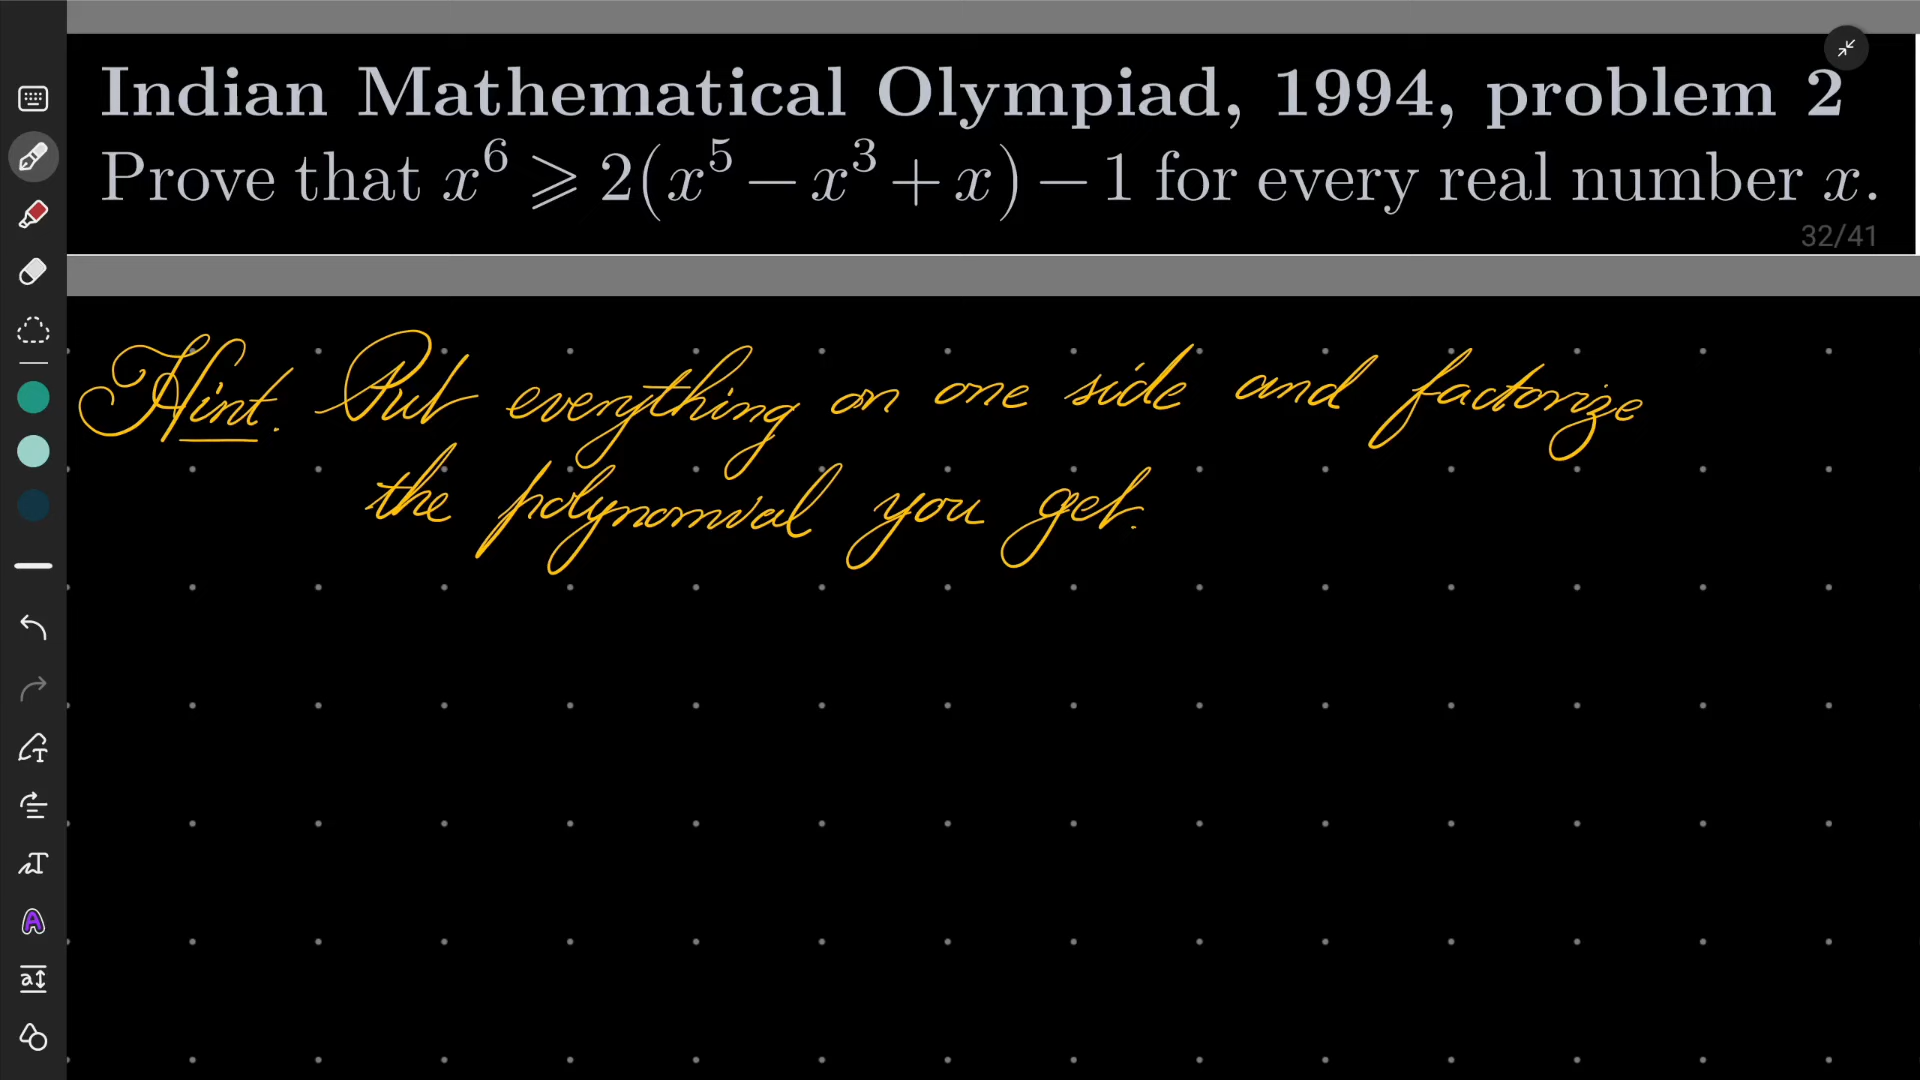 Indian Mathematical Olympiad, 1994, problem 2
Prove that x⁶ ⩾ 2(x⁵ − x³ + x) − 1 for every real number x.
32/41
Hint. Put everything on one side and factorize
the polynomial you get.